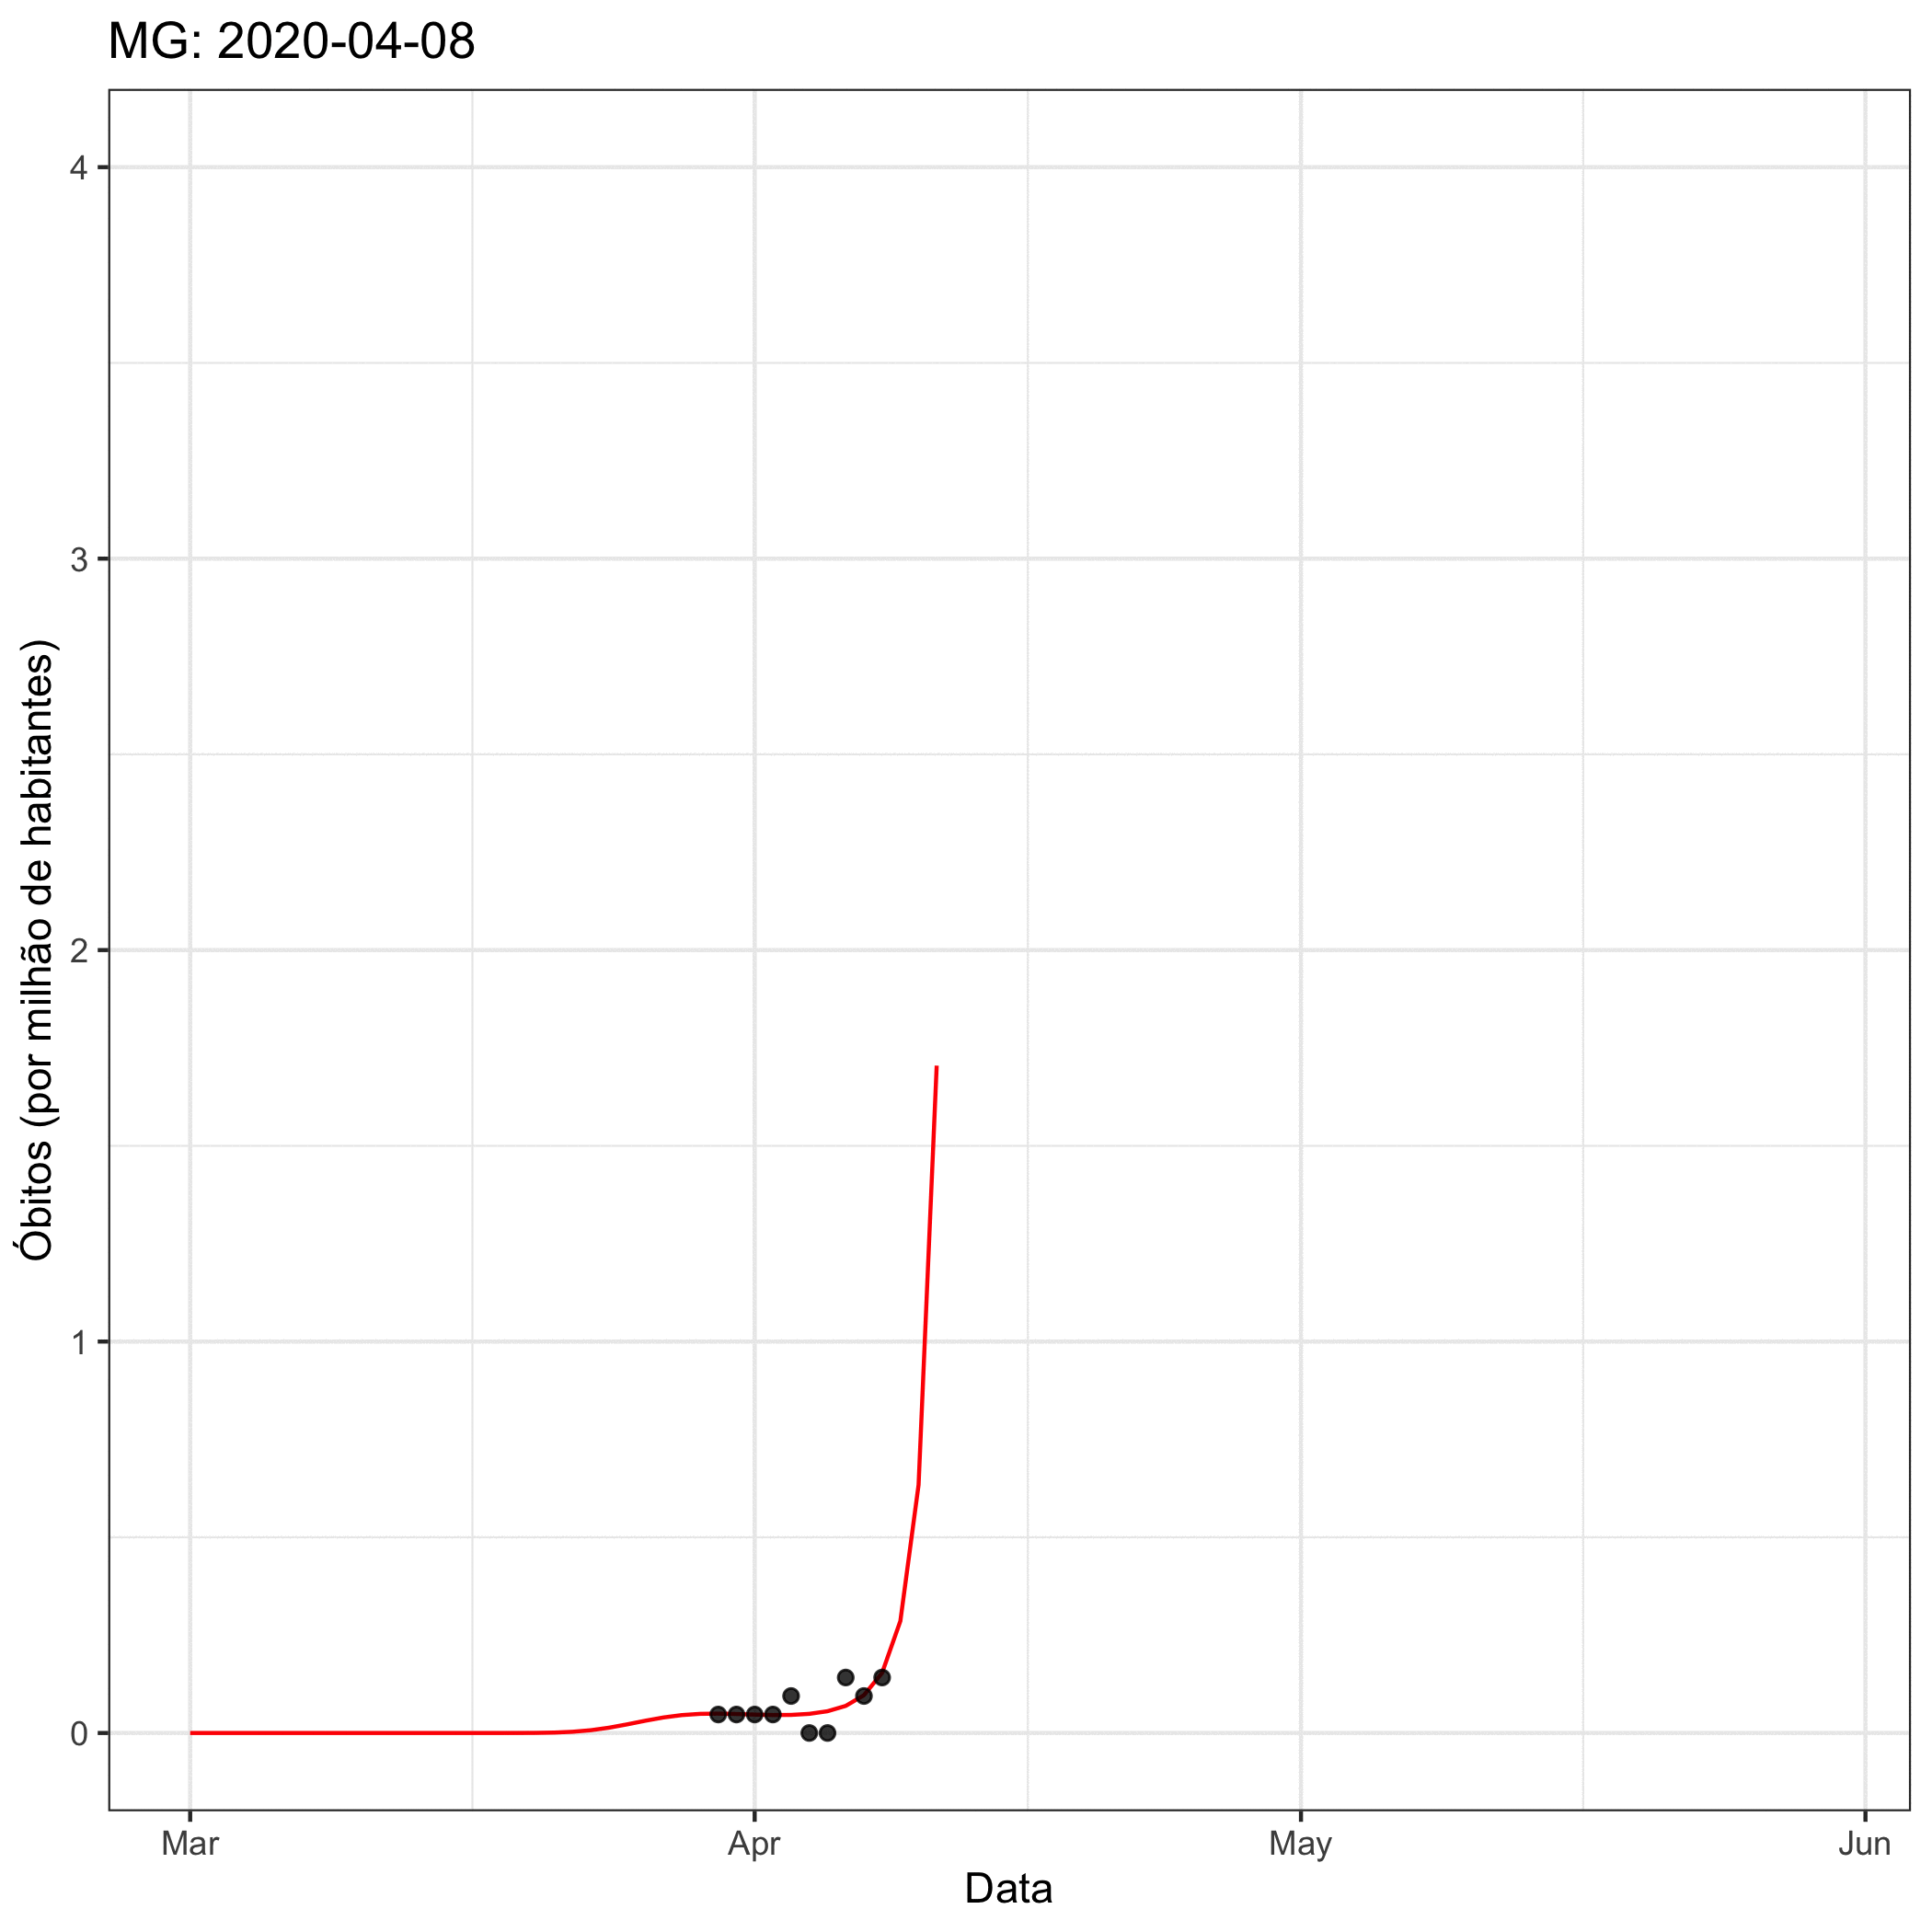 MG: 2020-04-08
Óbitos (por milhão de habitantes)
4
3
2
1
0
Mar
Apr
May
Jun
Data